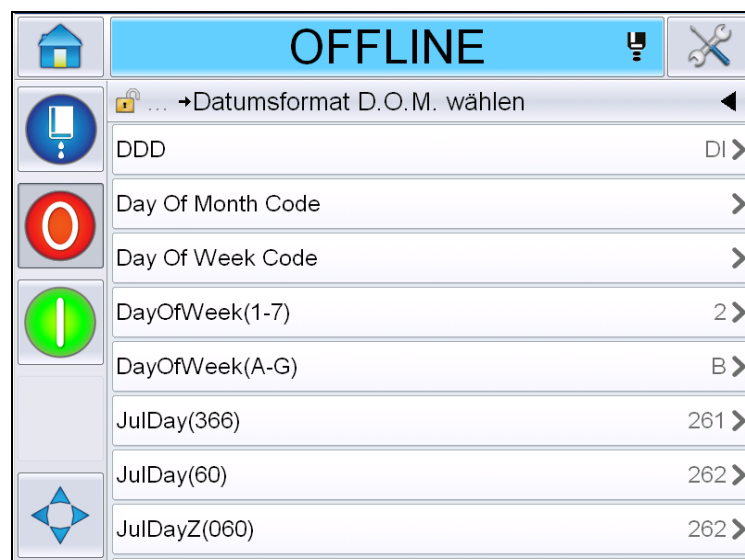 OFFLINE
... →Datumsformat D.O.M. wählen
DDD DI
Day Of Month Code
Day Of Week Code
DayOfWeek(1-7) 2
DayOfWeek(A-G) B
JulDay(366) 261
JulDay(60) 262
JulDayZ(060) 262